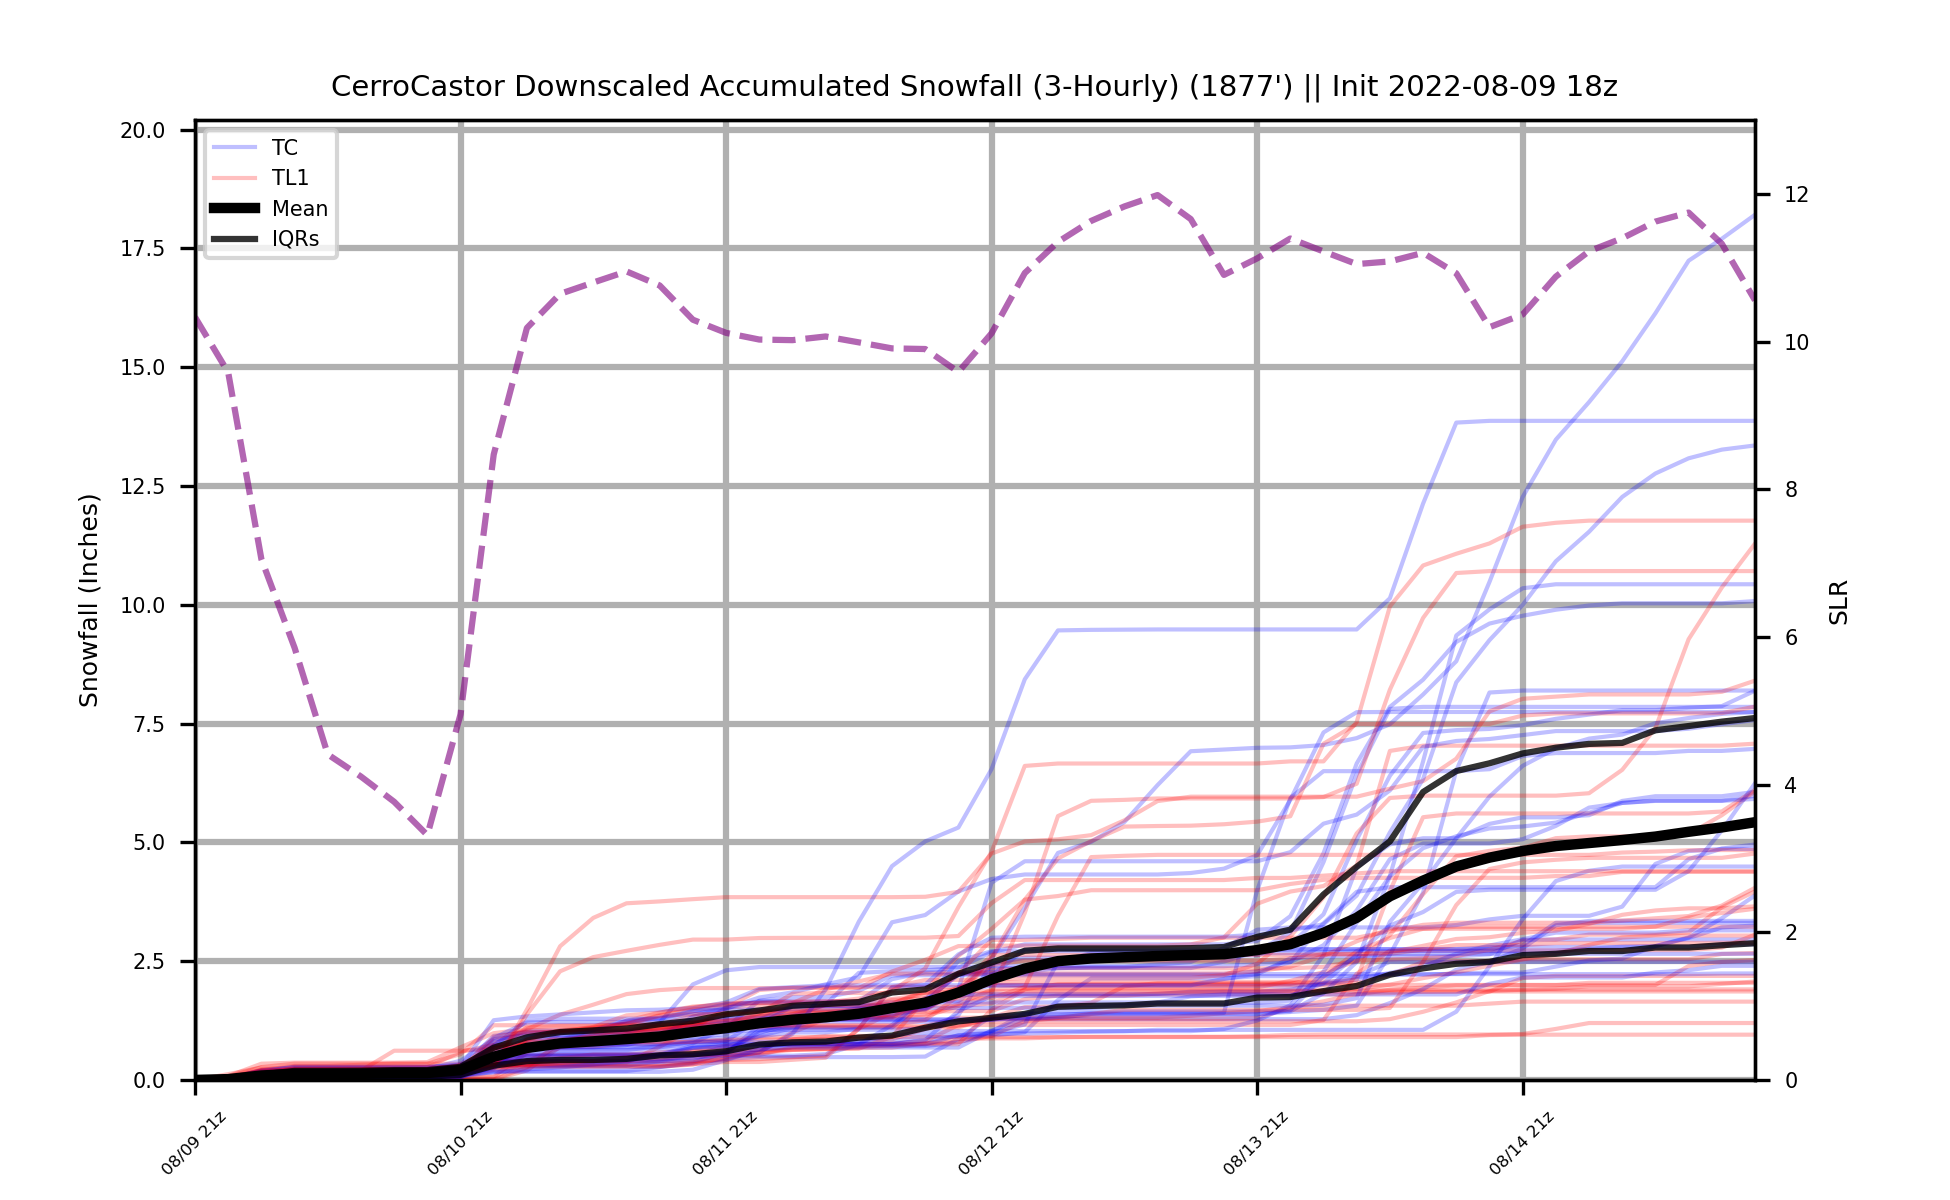 CerroCastor Downscaled Accumulated Snowfall (3-Hourly) (1877') || Init 2022-08-09 18z
TC
TL1
Mean
IQRs
Snowfall (Inches)
20.0
17.5
15.0
12.5
10.0
7.5
5.0
2.5
0.0
12
10
8
6
4
2
0
SLR
08/09 21z
08/10 21z
08/11 21z
08/12 21z
08/13 21z
08/14 21z